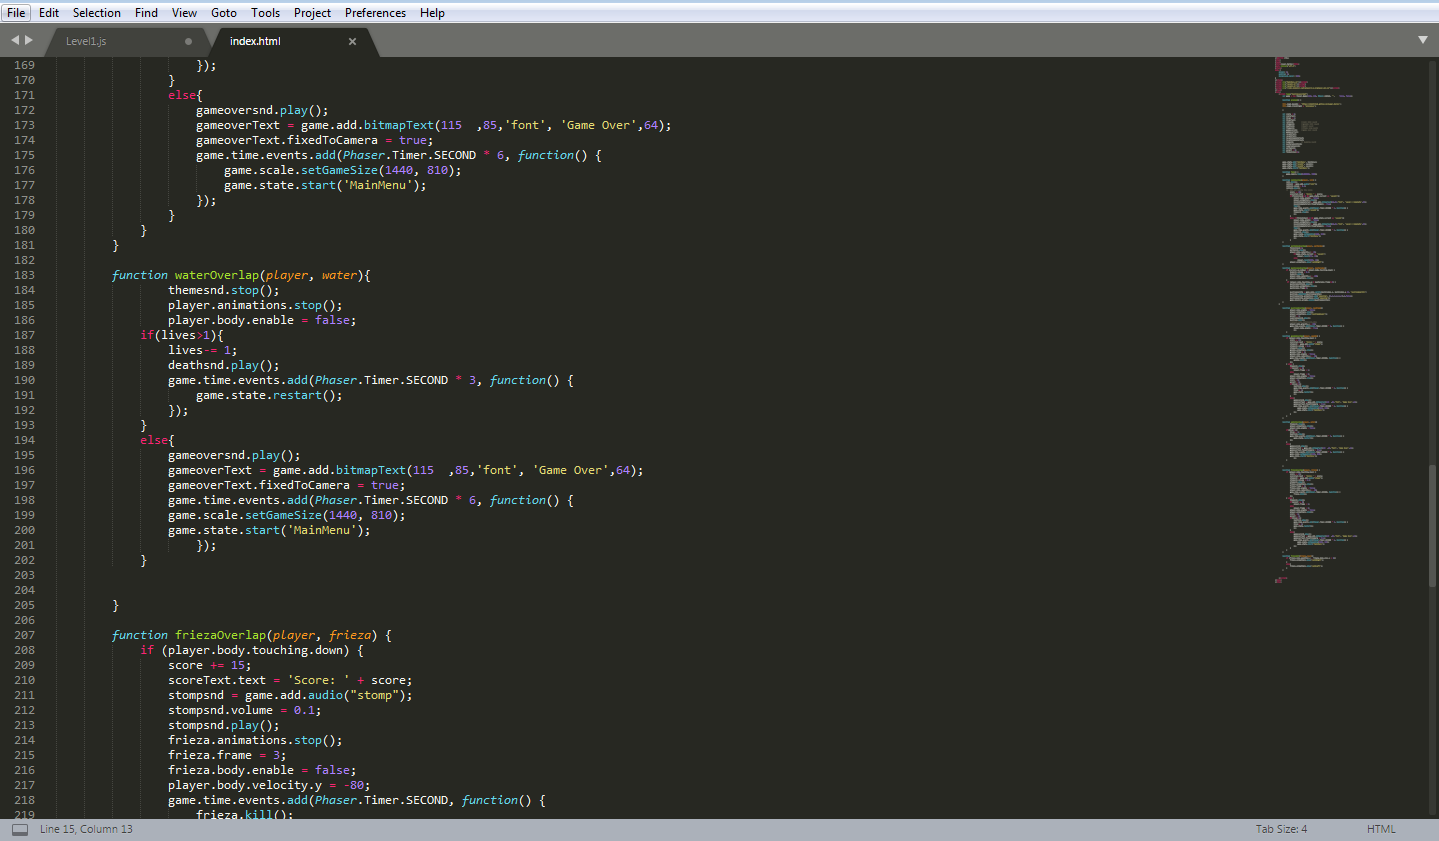 File Edit Selection Find View Goto Tools Project Preferences Help
Level1.js index.html
169 });
170 }
171 else{
172 gameoversnd.play();
173 gameoverText = game.add.bitmapText(115  ,85,'font', 'Game Over',64);
174 gameoverText.fixedToCamera = true;
175 game.time.events.add(Phaser.Timer.SECOND * 6, function() {
176 game.scale.setGameSize(1440, 810);
177 game.state.start('MainMenu');
178 });
179 }
180 }
181 }
182
183 function waterOverlap(player, water){
184 themesnd.stop();
185 player.animations.stop();
186 player.body.enable = false;
187 if(lives>1){
188 lives-= 1;
189 deathsnd.play();
190 game.time.events.add(Phaser.Timer.SECOND * 3, function() {
191 game.state.restart();
192 });
193 }
194 else{
195 gameoversnd.play();
196 gameoverText = game.add.bitmapText(115  ,85,'font', 'Game Over',64);
197 gameoverText.fixedToCamera = true;
198 game.time.events.add(Phaser.Timer.SECOND * 6, function() {
199 game.scale.setGameSize(1440, 810);
200 game.state.start('MainMenu');
201 });
202 }
203
204
205 }
206
207 function friezaOverlap(player, frieza) {
208 if (player.body.touching.down) {
209 score += 15;
210 scoreText.text = 'Score: ' + score;
211 stompsnd = game.add.audio("stomp");
212 stompsnd.volume = 0.1;
213 stompsnd.play();
214 frieza.animations.stop();
215 frieza.frame = 3;
216 frieza.body.enable = false;
217 player.body.velocity.y = -80;
218 game.time.events.add(Phaser.Timer.SECOND, function() {
219 frieza.kill();
Line 15, Column 13 Tab Size: 4 HTML